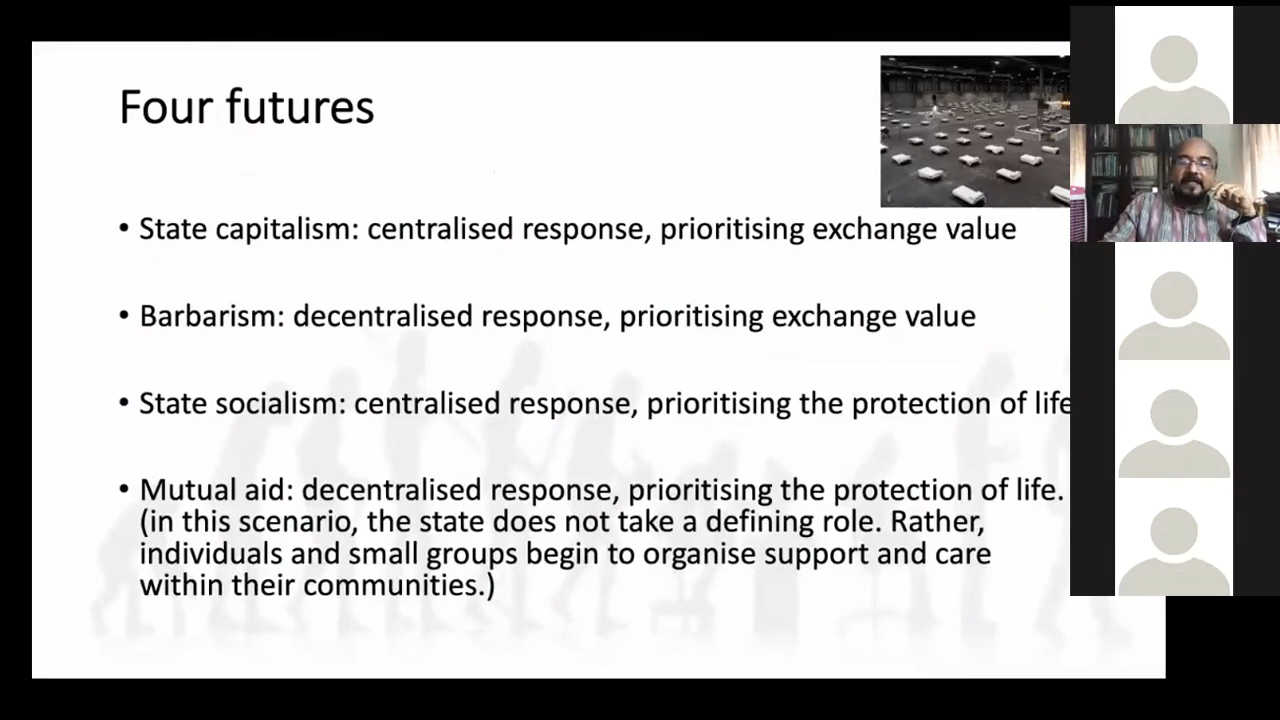 Four futures
• State capitalism: centralised response, prioritising exchange value
• Barbarism: decentralised response, prioritising exchange value
• State socialism: centralised response, prioritising the protection of life
• Mutual aid: decentralised response, prioritising the protection of life.
(in this scenario, the state does not take a defining role. Rather,
individuals and small groups begin to organise support and care
within their communities.)